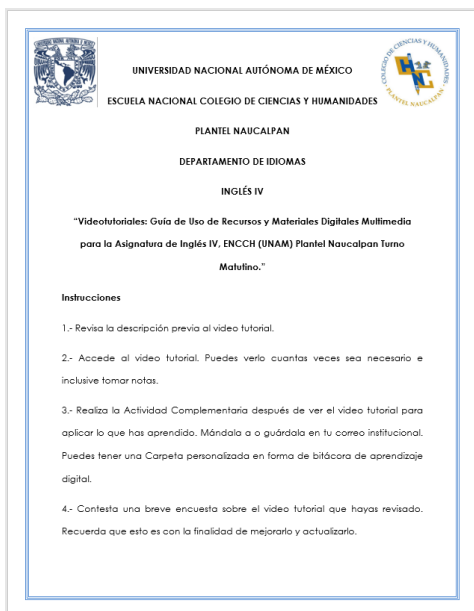 UNIVERSIDAD NACIONAL AUTÓNOMA DE MÉXICO
ESCUELA NACIONAL COLEGIO DE CIENCIAS Y HUMANIDADES
PLANTEL NAUCALPAN
DEPARTAMENTO DE IDIOMAS
INGLÉS IV
“Videotutoriales: Guía de Uso de Recursos y Materiales Digitales Multimedia
para la Asignatura de Inglés IV, ENCCH (UNAM) Plantel Naucalpan Turno
Matutino.”
Instrucciones
1.- Revisa la descripción previa al video tutorial.
2.- Accede al video tutorial. Puedes verlo cuantas veces sea necesario e
inclusive tomar notas.
3.- Realiza la Actividad Complementaria después de ver el video tutorial para
aplicar lo que has aprendido. Mándala a o guárdala en tu correo institucional.
Puedes tener una Carpeta personalizada en forma de bitácora de aprendizaje
digital.
4.- Contesta una breve encuesta sobre el video tutorial que hayas revisado.
Recuerda que esto es con la finalidad de mejorarlo y actualizarlo.
COLEGIO DE CIENCIAS Y HUMANIDADES
PLANTEL NAUCALPAN